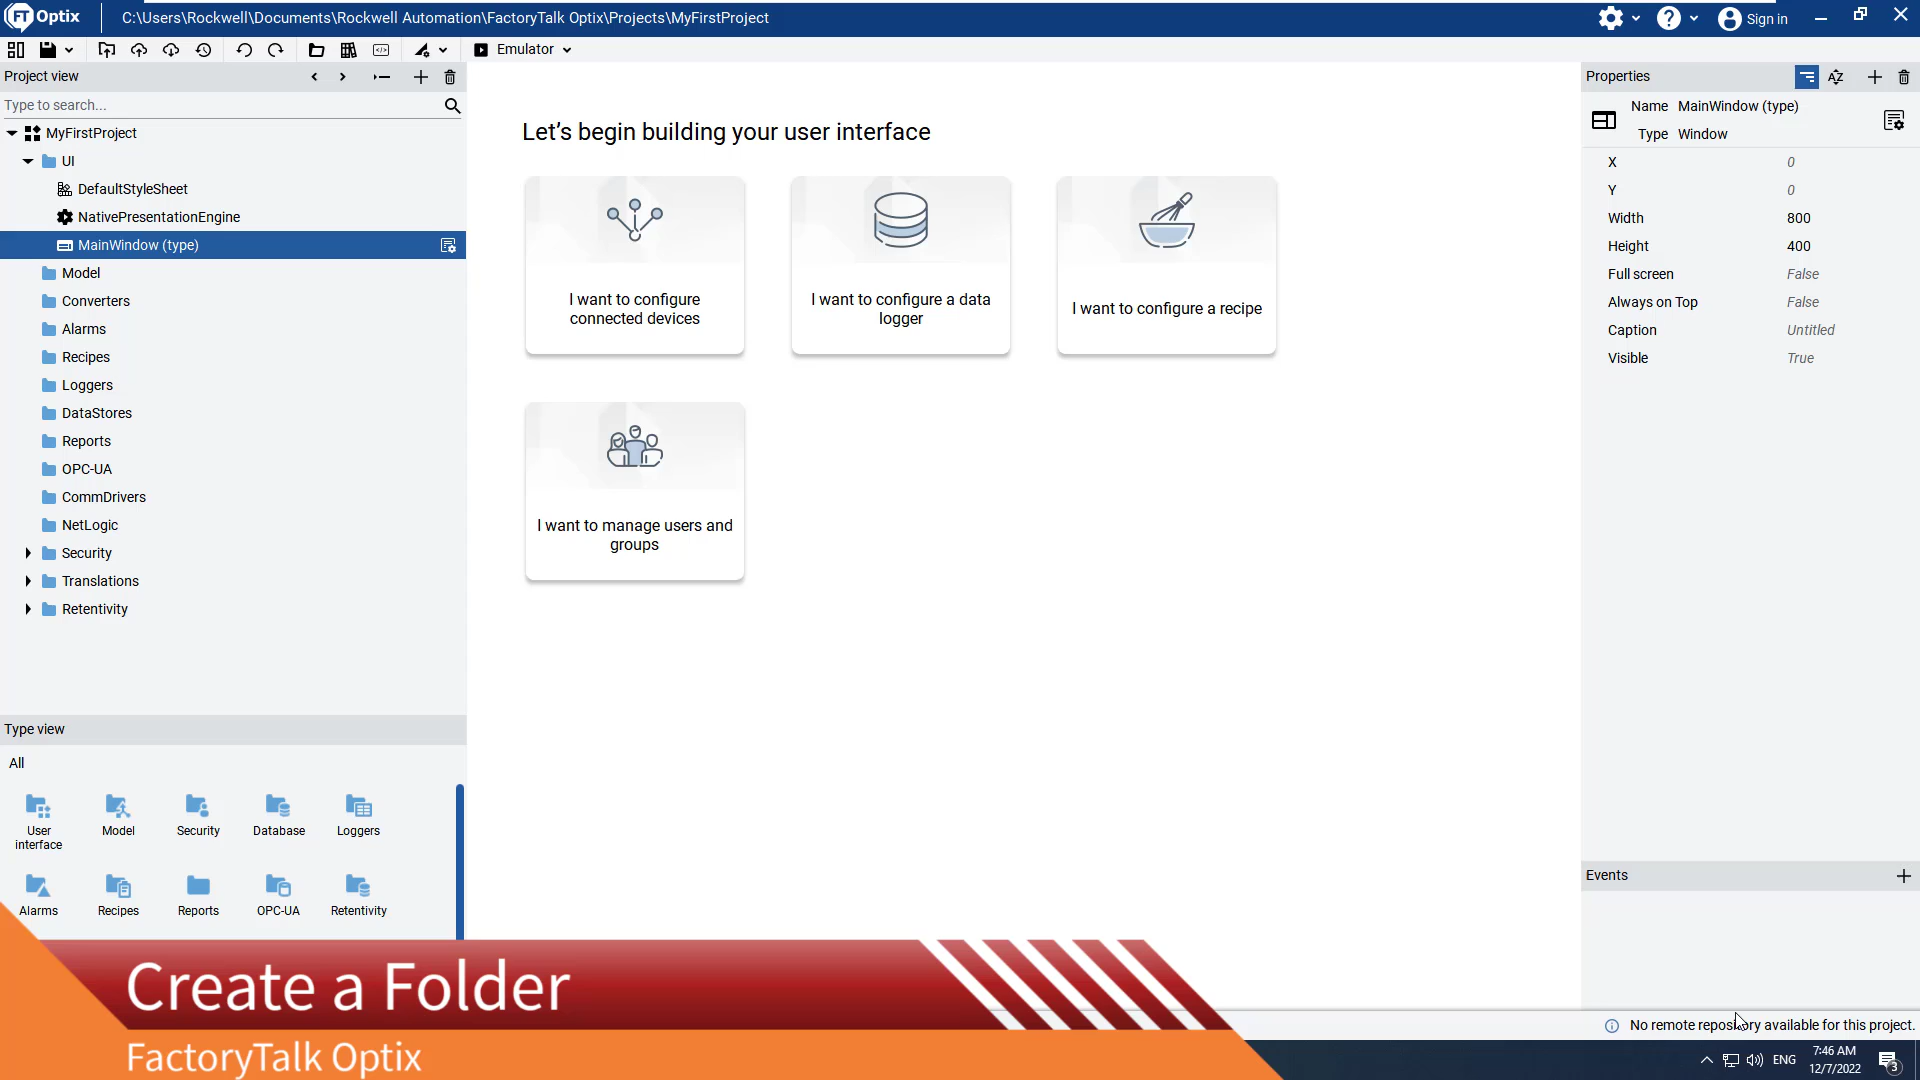 FT Optix
C:\Users\Rockwell\Documents\Rockwell Automation\FactoryTalk Optix\Projects\MyFirstProject
Sign in
Emulator
Project view
Type to search...
MyFirstProject
UI
DefaultStyleSheet
NativePresentationEngine
MainWindow (type)
Model
Converters
Alarms
Recipes
Loggers
DataStores
Reports
OPC-UA
CommDrivers
NetLogic
Security
Translations
Retentivity
Type view
All
User
interface
Model
Security
Database
Loggers
Alarms
Recipes
Reports
OPC-UA
Retentivity
Let's begin building your user interface
I want to configure
connected devices
I want to configure a data
logger
I want to configure a recipe
I want to manage users and
groups
Properties
Name MainWindow (type)
Type Window
X 0
Y 0
Width 800
Height 400
Full screen False
Always on Top False
Caption Untitled
Visible True
Events
No remote repository available for this project.
Create a Folder
FactoryTalk Optix
ENG
7:46 AM
12/7/2022
3